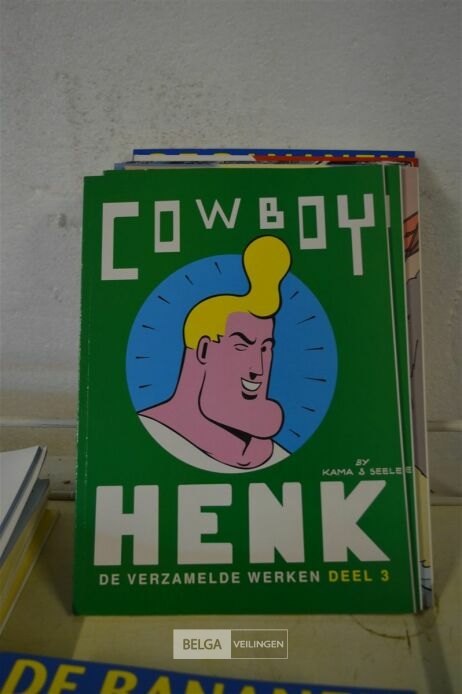 COWBOY
BY
KAMA & SEELE
HENK
DE VERZAMELDE WERKEN DEEL 3
BELGA VEILINGEN